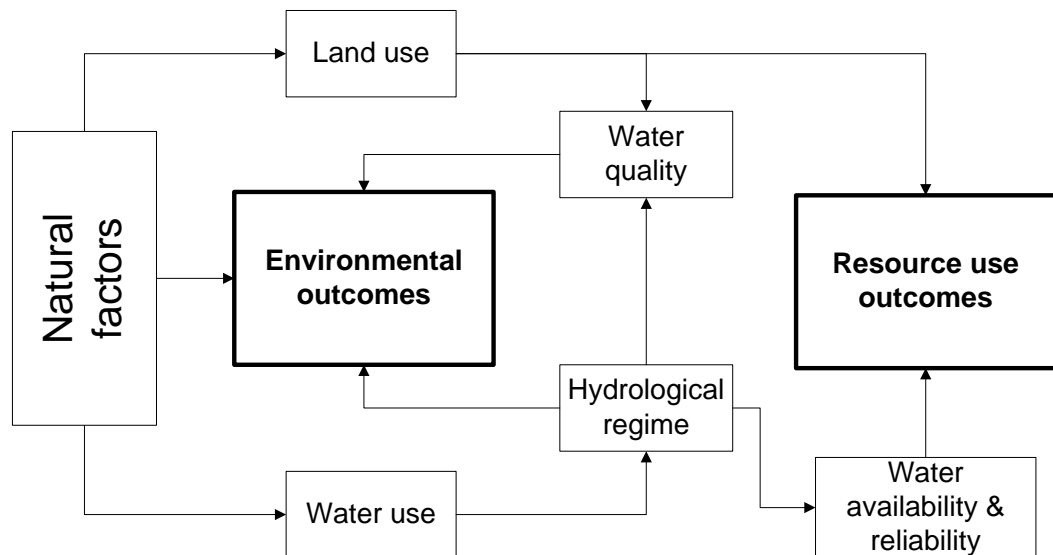 Land use
Water
quality
Natural
factors
Environmental
outcomes
Resource use
outcomes
Hydrological
regime
Water use
Water
availability &
reliability